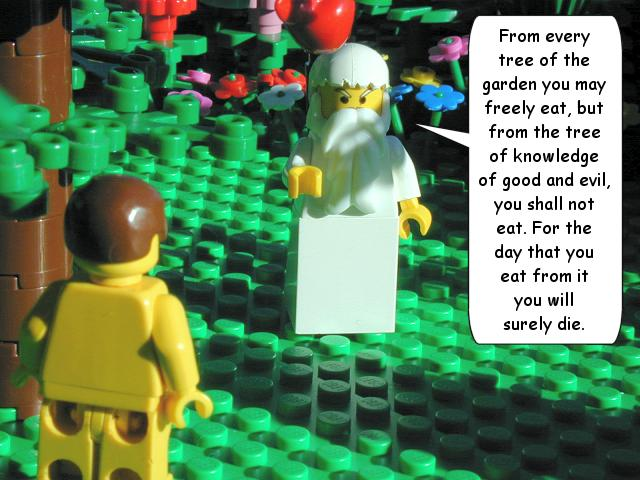 From every
tree of the
garden you may
freely eat, but
from the tree
of knowledge
of good and evil,
you shall not
eat. For the
day that you
eat from it
you will
surely die.